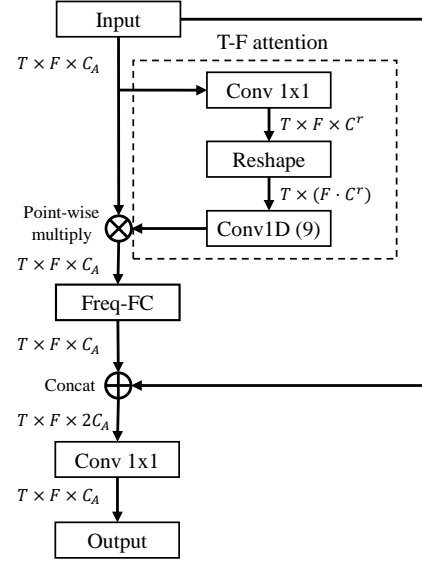 Input
T-F attention
T × F × C_A
Conv 1x1
T × F × C^r
Reshape
T × (F · C^r)
Point-wise
multiply
Conv1D (9)
T × F × C_A
Freq-FC
T × F × C_A
Concat
T × F × 2C_A
Conv 1x1
T × F × C_A
Output